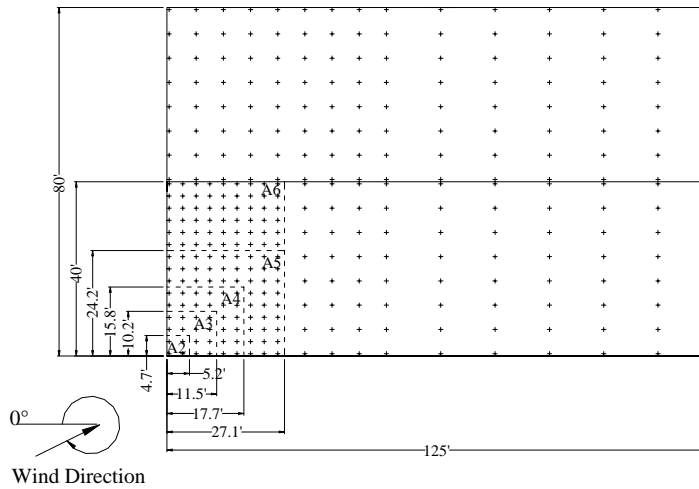 A6
80'
40'
A5
24.2'
A4
15.8'
A3
10.2'
A2
4.7'
5.2'
11.5'
17.7'
0°
27.1'
125'
Wind Direction